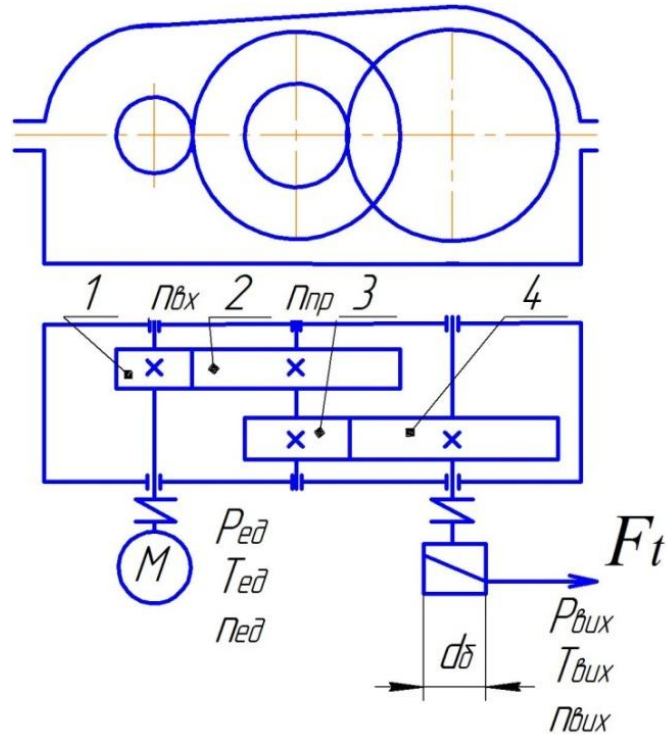 1 nвх 2 nпр 3 4
M
Pед
Tед
nед
Ft
dб
Pвих
Tвих
nвих